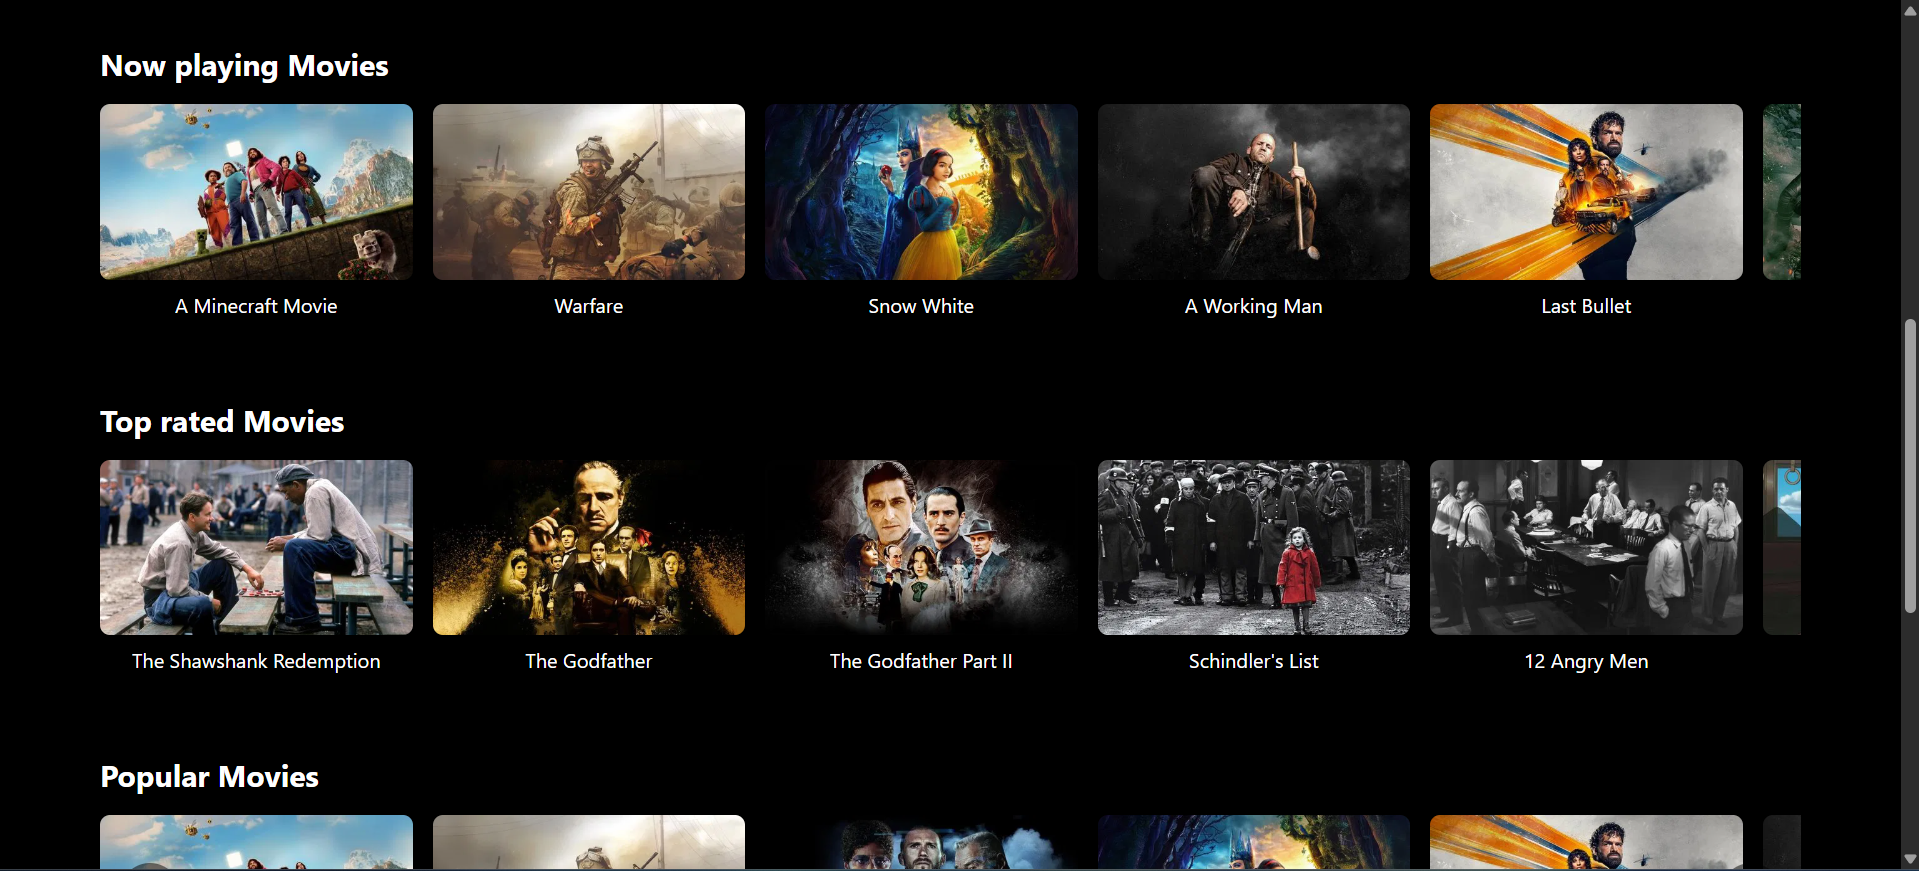 Now playing Movies
A Minecraft Movie
Warfare
Snow White
A Working Man
Last Bullet
Top rated Movies
The Shawshank Redemption
The Godfather
The Godfather Part II
Schindler's List
12 Angry Men
Popular Movies